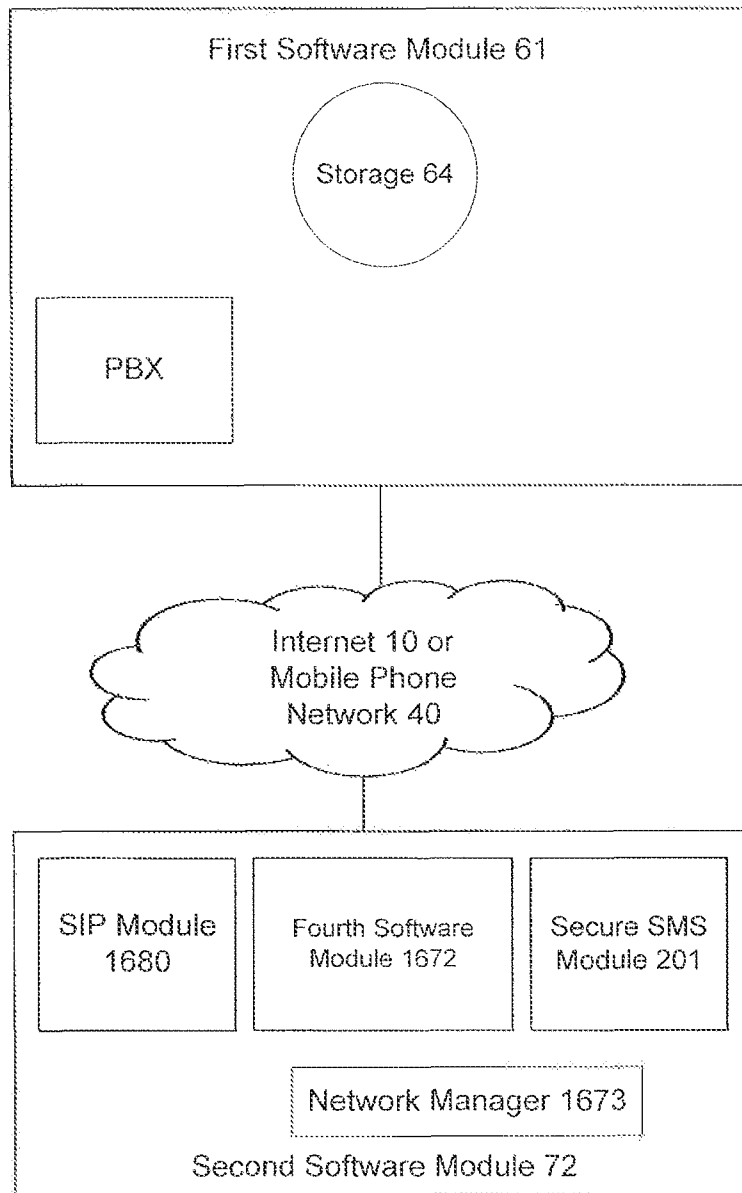 First Software Module 61
Storage 64
PBX
Internet 10 or
Mobile Phone
Network 40
SIP Module
1680
Fourth Software
Module 1672
Secure SMS
Module 201
Network Manager 1673
Second Software Module 72